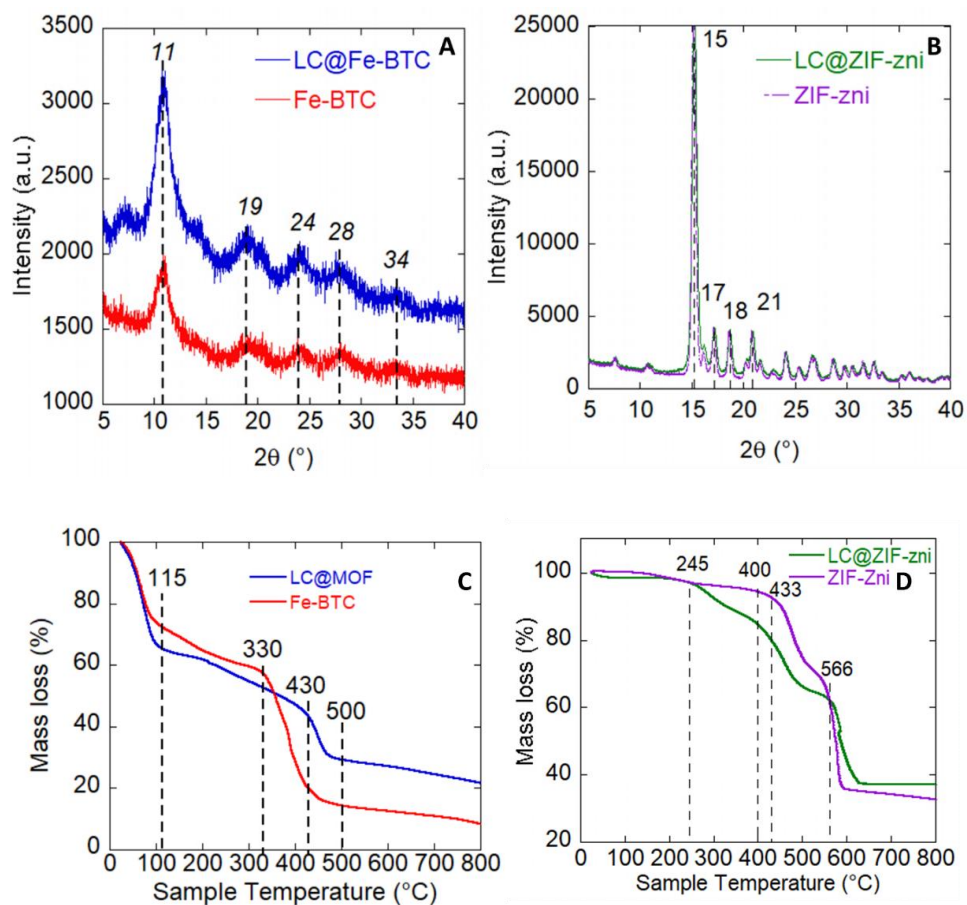 A
3500
3000
2500
2000
1500
1000
Intensity (a.u.)
11
LC@Fe-BTC
Fe-BTC
19
24
28
34
5 10 15 20 25 30 35 40
2θ (°)
B
25000
20000
15000
10000
5000
0
Intensity (a.u.)
15
LC@ZIF-zni
ZIF-zni
17
18
21
5 10 15 20 25 30 35 40
2θ (°)
C
100
80
60
40
20
0
Mass loss (%)
115
LC@MOF
Fe-BTC
330
430
500
0 100 200 300 400 500 600 700 800
Sample Temperature (°C)
D
100
80
60
40
20
Mass loss (%)
LC@ZIF-zni
ZIF-Zni
245
400
433
566
0 100 200 300 400 500 600 700 800
Sample Temperature (°C)